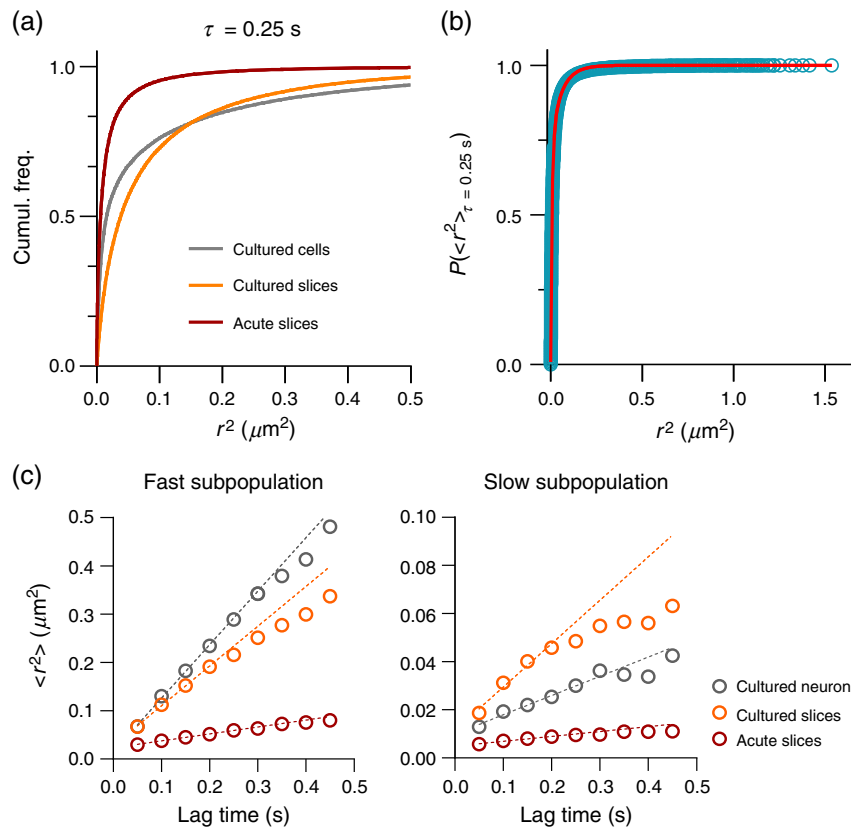 (a)
τ = 0.25 s
Cumul. freq.
1.0
0.5
0.0
Cultured cells
Cultured slices
Acute slices
0.0 0.1 0.2 0.3 0.4 0.5
r² (μm²)
(b)
P(<r²>τ = 0.25 s)
1.0
0.5
0.0
0.0 0.5 1.0 1.5
r² (μm²)
(c)
Fast subpopulation
<r²> (μm²)
0.5
0.4
0.3
0.2
0.1
0.0
0.0 0.1 0.2 0.3 0.4 0.5
Lag time (s)
Slow subpopulation
0.10
0.08
0.06
0.04
0.02
0.00
0.0 0.1 0.2 0.3 0.4 0.5
Lag time (s)
Cultured neuron
Cultured slices
Acute slices